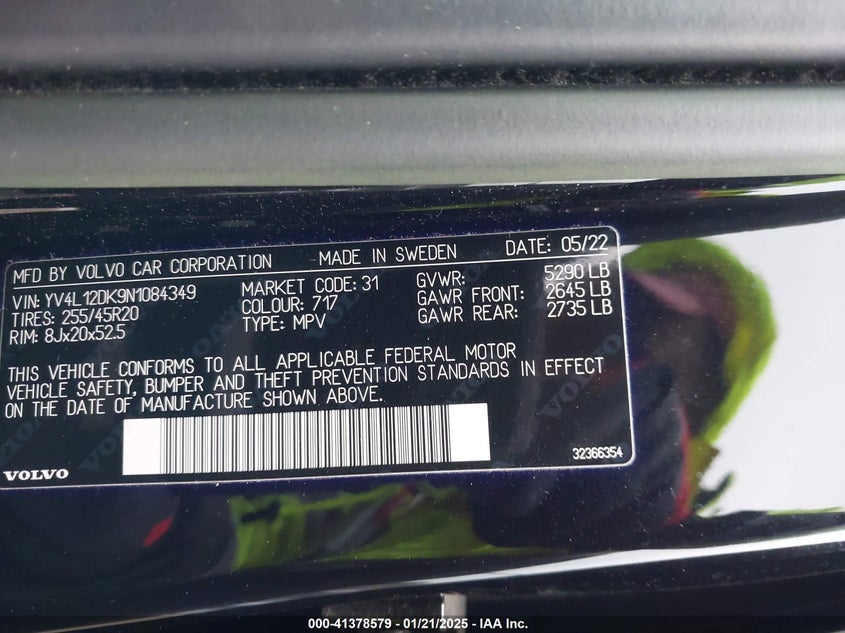 MFD BY VOLVO CAR CORPORATION MADE IN SWEDEN DATE: 05/22
VIN: YV4L12DK9N1084349 MARKET CODE: 31 GVWR: 5290 LB
TIRES: 255/45R20 COLOUR: 717 GAWR FRONT: 2645 LB
RIM: 8Jx20x52.5 TYPE: MPV GAWR REAR: 2735 LB
THIS VEHICLE CONFORMS TO ALL APPLICABLE FEDERAL MOTOR
VEHICLE SAFETY, BUMPER AND THEFT PREVENTION STANDARDS IN EFFECT
ON THE DATE OF MANUFACTURE SHOWN ABOVE.
VOLVO 32366354
000-41378579 / 01/21/2025 - IAA Inc.